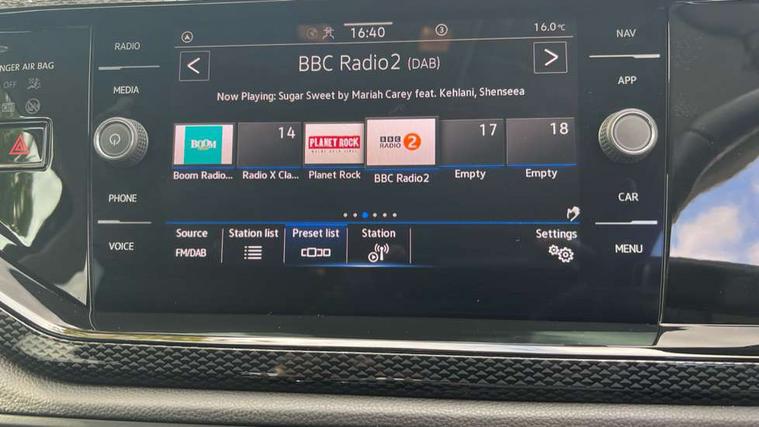 16:40
16.0°C
3
RADIO
NAV
BBC Radio2 (DAB)
NGER AIR BAG
OFF
MEDIA
APP
Now Playing: Sugar Sweet by Mariah Carey feat. Kehlani, Shenseea
BOOM
14
PLANET ROCK
BBC
RADIO 2
17
18
Boom Radio...
Radio X Cla...
Planet Rock
BBC Radio2
Empty
Empty
PHONE
CAR
Source
Station list
Preset list
Station
Settings
FM/DAB
VOICE
MENU